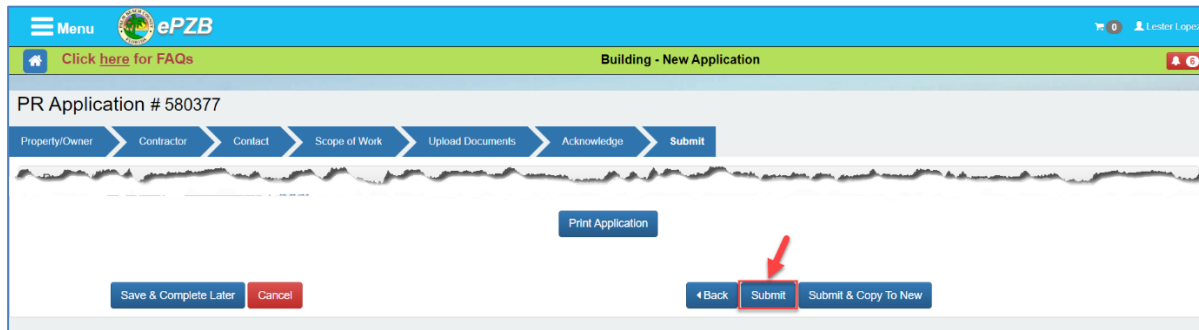 Menu ePZB 0 Lester Lopez
Click here for FAQs Building - New Application 6
PR Application # 580377
Property/Owner Contractor Contact Scope of Work Upload Documents Acknowledge Submit
Print Application
Save & Complete Later Cancel Back Submit Submit & Copy To New